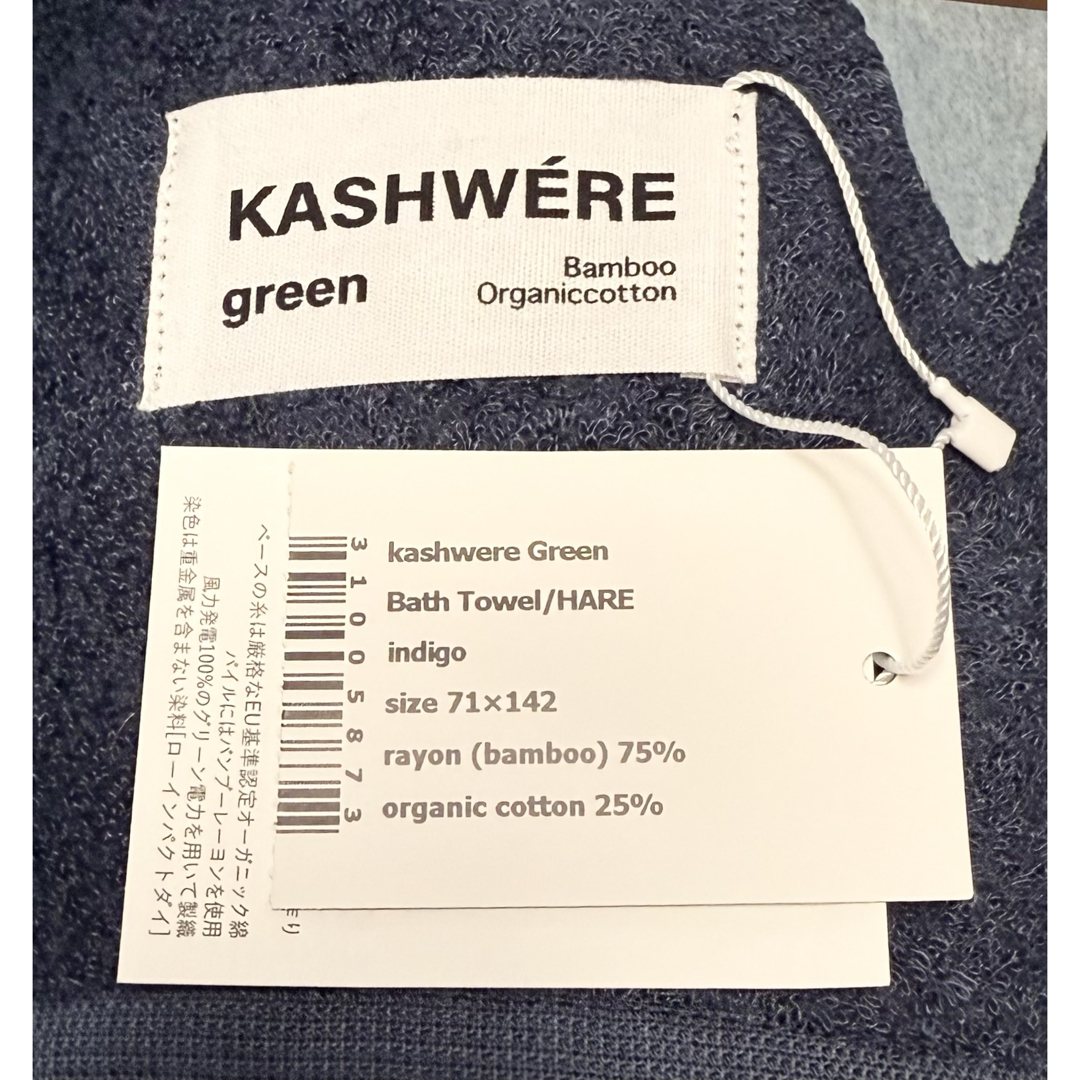 KASHWÉRE
green
Bamboo
Organiccotton
kashwere Green
Bath Towel/HARE
indigo
size 71×142
rayon (bamboo) 75%
organic cotton 25%
31005873
ベースの糸は厳格なEU基準認定オーガニック綿
パイルにはバンブーレーヨンを使用
風力発電100%のグリーン電力を用いて製織
染色は重金属を含まない染料[ローインパクトダイ]